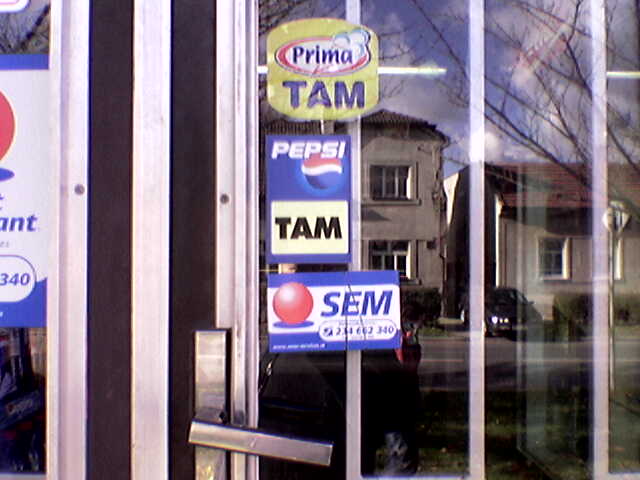 Prima
TAM
PEPSI
TAM
SEM
234 662 340
ant
340